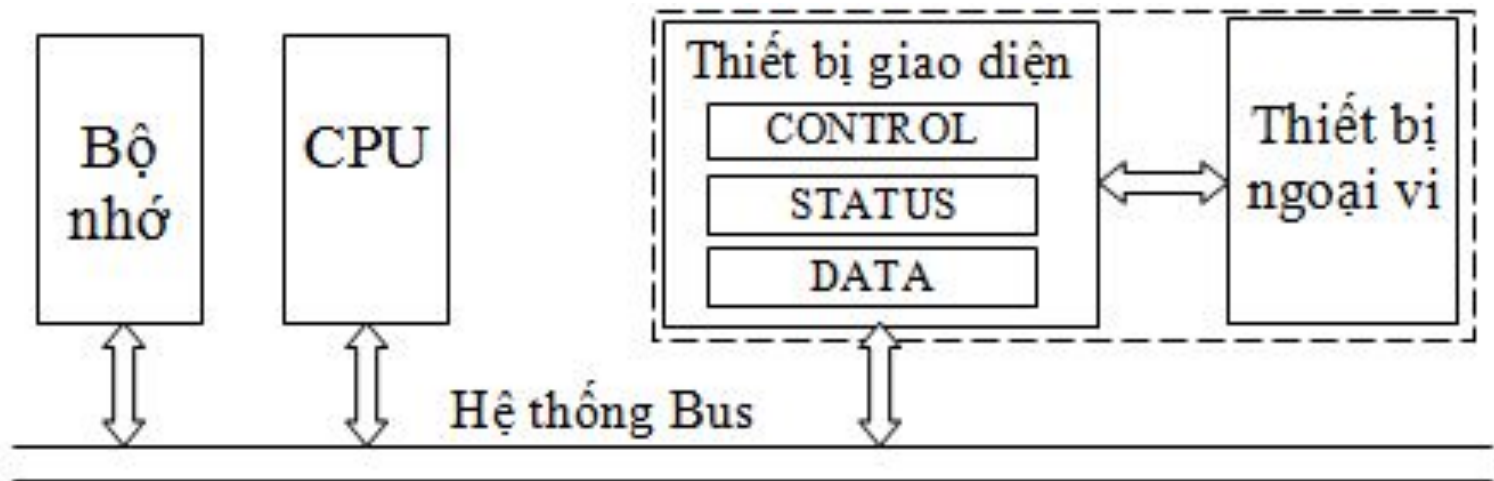 Bộ
nhớ
CPU
Thiết bị giao diện
CONTROL
STATUS
DATA
Thiết bị
ngoại vi
Hệ thống Bus